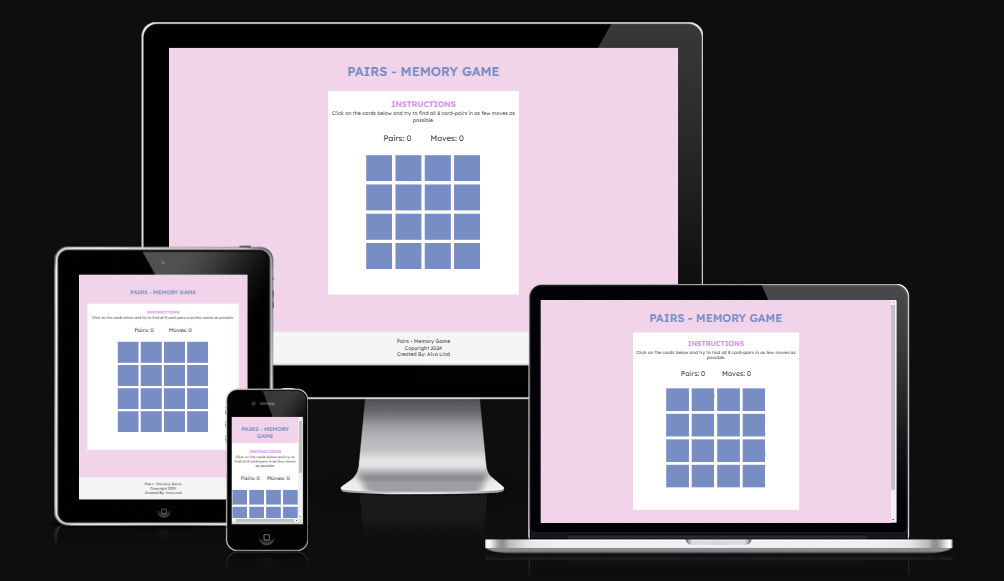 PAIRS - MEMORY GAME
INSTRUCTIONS
Click on the cards below and try to find all 8 card-pairs in as few moves as
possible.
Pairs: 0 Moves: 0
Pairs - Memory Game
Copyright 2024
Created By: Alva Lind
PAIRS - MEMORY GAME
INSTRUCTIONS
Click on the cards below and try to find all 8 card-pairs in as few moves as possible.
Pairs: 0 Moves: 0
Pairs - Memory Game
Copyright 2024
Created By: Alva Lind
PAIRS - MEMORY
GAME
INSTRUCTIONS
Click on the cards below and try to
find all 8 card-pairs in as few moves
as possible.
Pairs: 0 Moves: 0
PAIRS - MEMORY GAME
INSTRUCTIONS
Click on the cards below and try to find all 8 card-pairs in as few moves as
possible.
Pairs: 0 Moves: 0